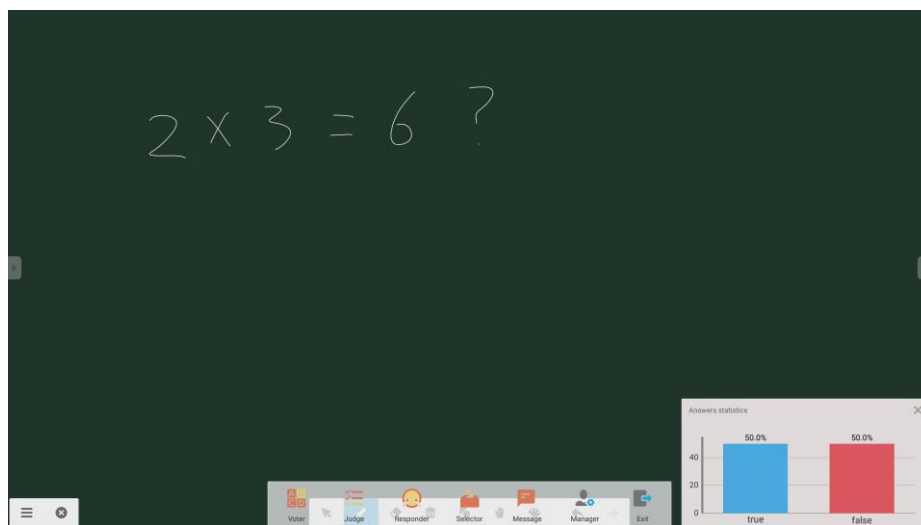 2 × 3 = 6 ?
Answers statistics
50.0% 50.0%
40
20
0
true false
Voter Judge Responder Selector Message Manager Exit